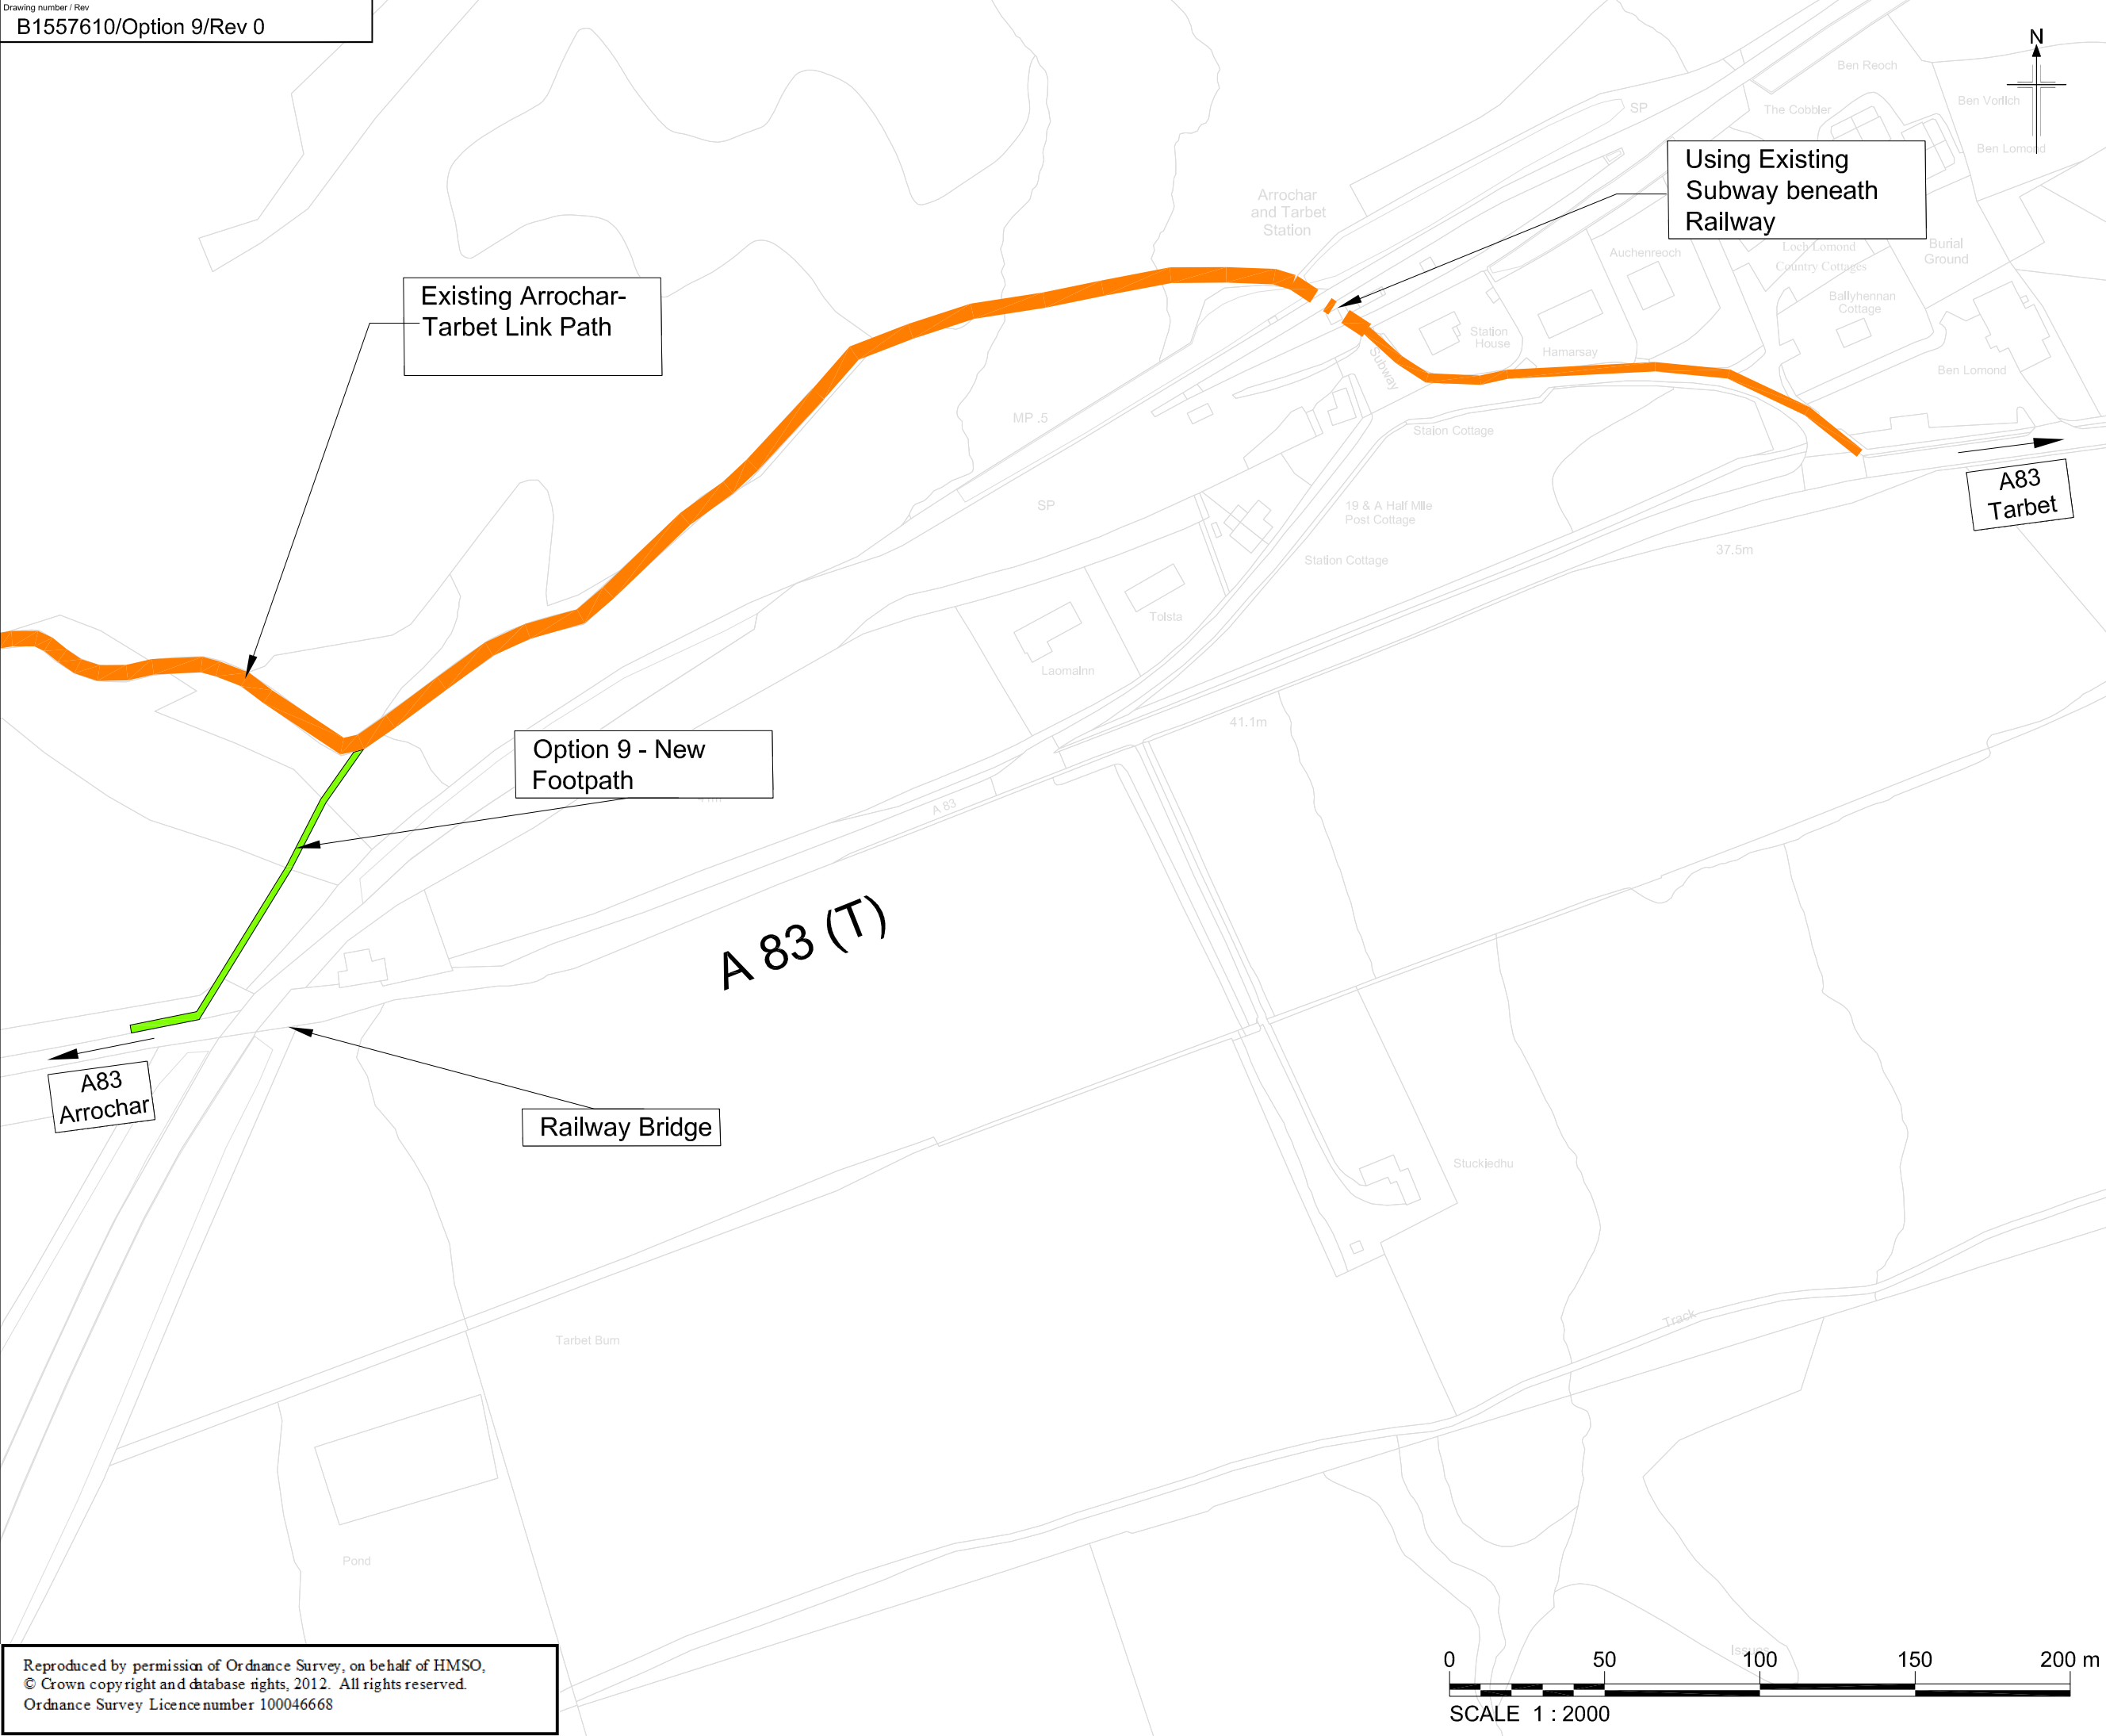 Drawing number / Rev
B1557610/Option 9/Rev 0
N
Ben Reoch
Ben Vorlich
The Cobbler
SP
Ben Lomond
Using Existing
Subway beneath
Railway
Arrochar
and Tarbet
Station
Auchenreoch
Loch Lomond
Country Cottages
Burial
Ground
Ballyhennan
Cottage
Existing Arrochar-
Tarbet Link Path
Station
House
Hamarsay
Subway
Ben Lomond
MP .5
Staion Cottage
A83
Tarbet
SP
19 & A Half Mile
Post Cottage
37.5m
Station Cottage
Tolsta
Laomainn
41.1m
Option 9 - New
Footpath
A 83
A 83 (T)
A83
Arrochar
Railway Bridge
Stuckiedhu
Track
Tarbet Burn
Pond
Issues
Reproduced by permission of Ordnance Survey, on behalf of HMSO,
© Crown copyright and database rights, 2012. All rights reserved.
Ordnance Survey Licence number 100046668
0 50 100 150 200 m
SCALE 1 : 2000